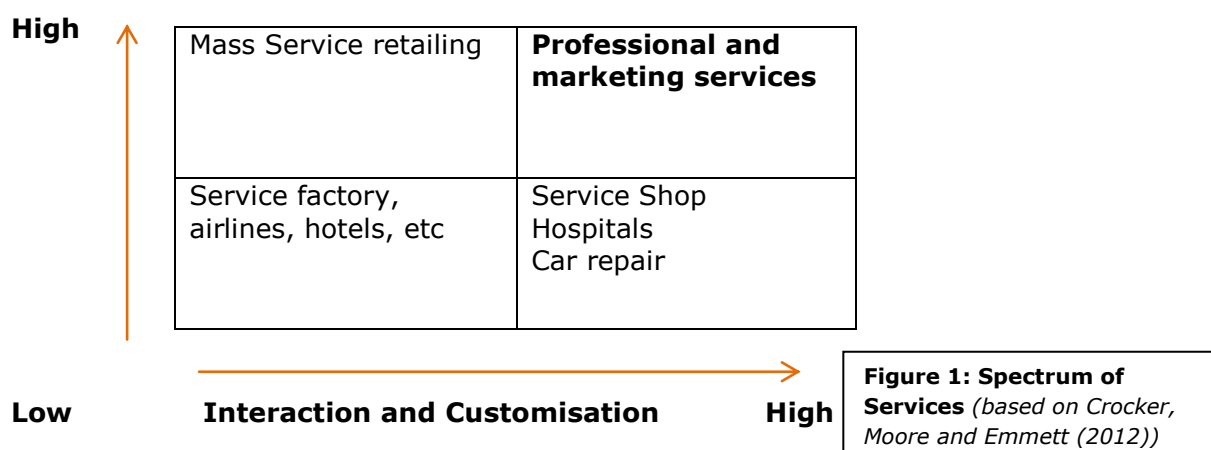 High
Mass Service retailing
Professional and
marketing services
Service factory,
airlines, hotels, etc
Service Shop
Hospitals
Car repair
Low
Interaction and Customisation
High
Figure 1: Spectrum of
Services (based on Crocker,
Moore and Emmett (2012))